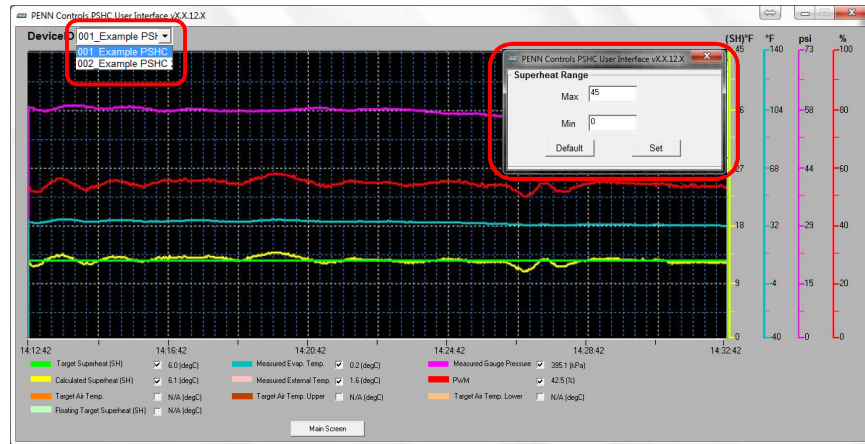 PENN Controls PSHC User Interface vX.X.12.X
DeviceID 001_Example PSH
001_Example PSHC
002_Example PSHC
(SH)°F °F psi %
45 140 73 100
PENN Controls PSHC User Interface vX.X.12.X
Superheat Range
Max 45
Min 0
Default Set
36 104 58 80
27 68 44 60
18 32 29 40
9 -4 15 20
0 -40 0 0
14:12:42 14:16:42 14:20:42 14:24:42 14:28:42 14:32:42
Target Superheat (SH) 6.0 (degC) Measured Evap. Temp. 0.2 (degC) Measured Gauge Pressure 395.1 (kPa)
Calculated Superheat (SH) 6.1 (degC) Measured External Temp. 1.6 (degC) PWM 42.5 (%)
Target Air Temp. N/A (degC) Target Air Temp. Upper N/A (degC) Target Air Temp. Lower N/A (degC)
Floating Target Superheat (SH) N/A (degC)
Main Screen